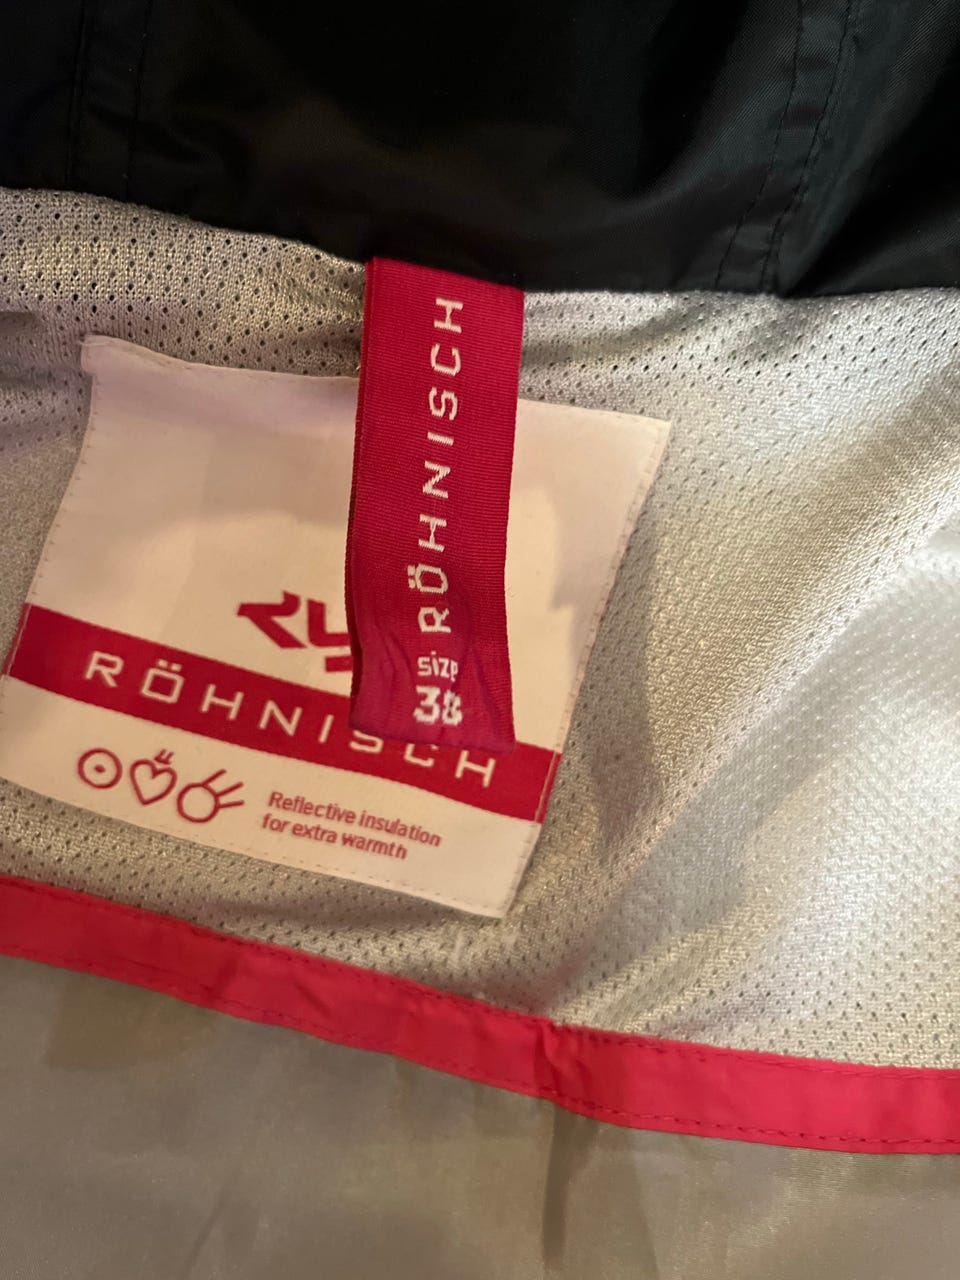 RÖHNISCH
size
38
RÖHNISCH
Reflective insulation
for extra warmth